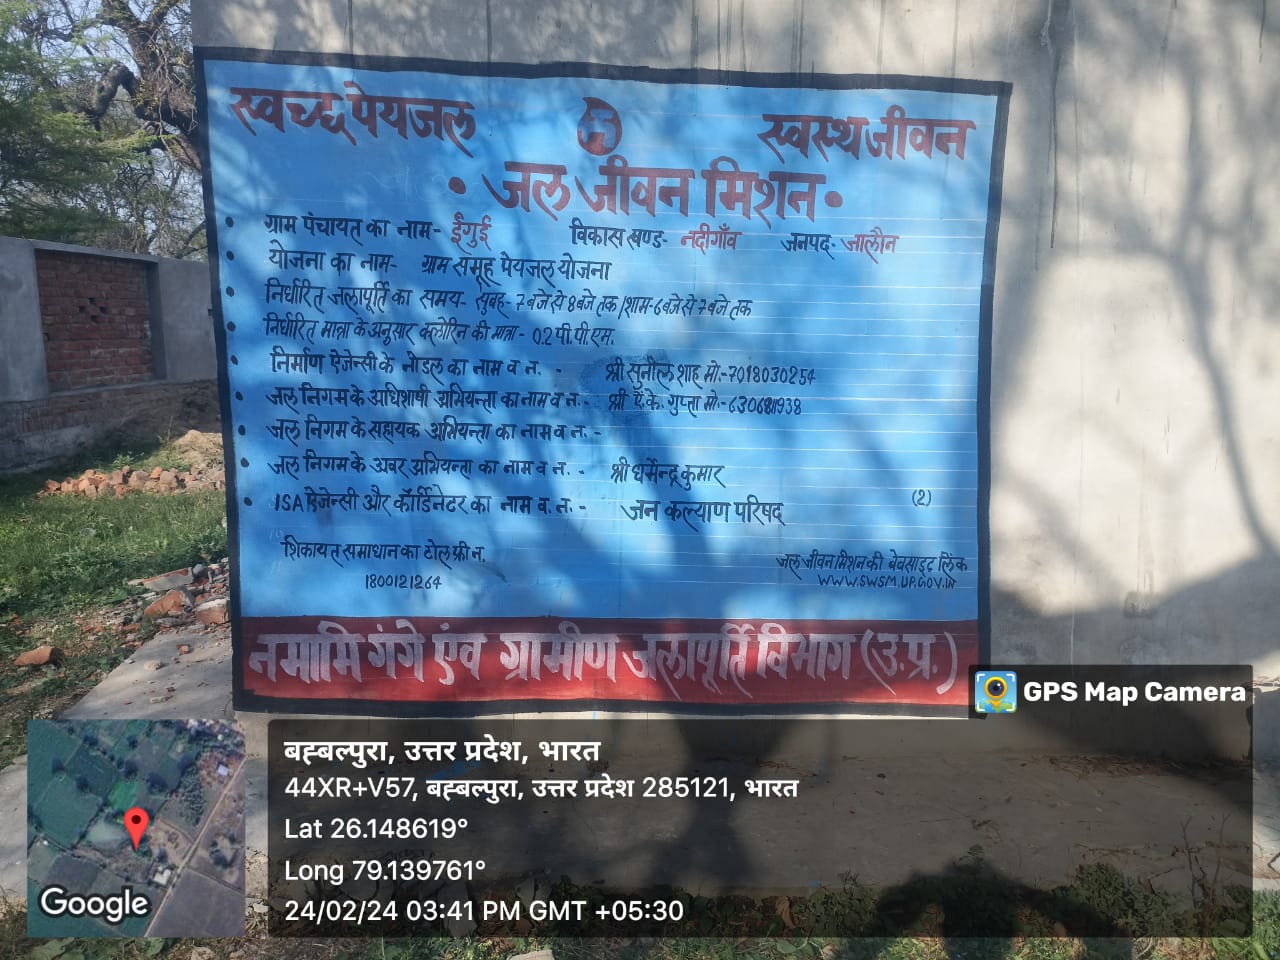 स्वच्छ पेयजल स्वस्थ जीवन
• जल जीवन मिशन •
• ग्राम पंचायत का नाम- ईंगुई विकास खण्ड- नदीगाँव जनपद- जालौन
• योजना का नाम- ग्राम समूह पेयजल योजना
• निर्धारित जलापूर्ति का समय- सुबह- 7 बजे से 8 बजे तक/शाम-6 बजे से 7 बजे तक
• निर्धारित मात्रा के अनुसार क्लोरिन की मात्रा- 0.2 पी.पी.एम.
• निर्माण ऐजेन्सी के नोडल का नाम व न. - श्री सुनील शाह मो.-7018030254
• जल निगम के अधिशाषी अभियन्ता का नाम व न. - श्री ऐ.के. गुप्ता मो.-
• जल निगम के सहायक अभियन्ता का नाम व न. -
• जल निगम के अवर अभियन्ता का नाम व न. - श्री धर्मेन्द्र कुमार
• ISA ऐजेन्सी और कॉर्डिनेटर का नाम व. न. - जन कल्याण परिषद (2)
शिकायत समाधान का टोल फ्री न. जल जीवन मिशन की वेवसाइट लिंक
1800121264 WWW.SWSM.UP.GOV.IN
नमामि गंगे एंव ग्रामीण जलापूर्ति विभाग (उ.प्र.)
GPS Map Camera
बह्बल्पुरा, उत्तर प्रदेश, भारत
44XR+V57, बह्बल्पुरा, उत्तर प्रदेश 285121, भारत
Lat 26.148619°
Long 79.139761°
24/02/24 03:41 PM GMT +05:30
Google